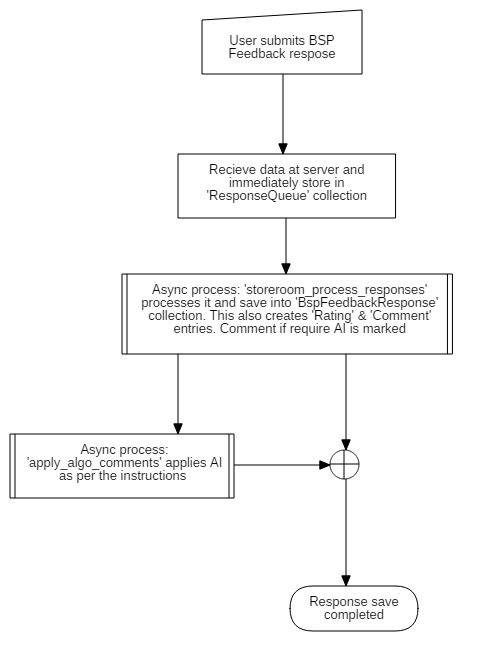 User submits BSP
Feedback respose
Recieve data at server and
immediately store in
'ResponseQueue' collection
Async process: 'storeroom_process_responses'
processes it and save into 'BspFeedbackResponse'
collection. This also creates 'Rating' & 'Comment'
entries. Comment if require AI is marked
Async process:
'apply_algo_comments' applies AI
as per the instructions
Response save
completed